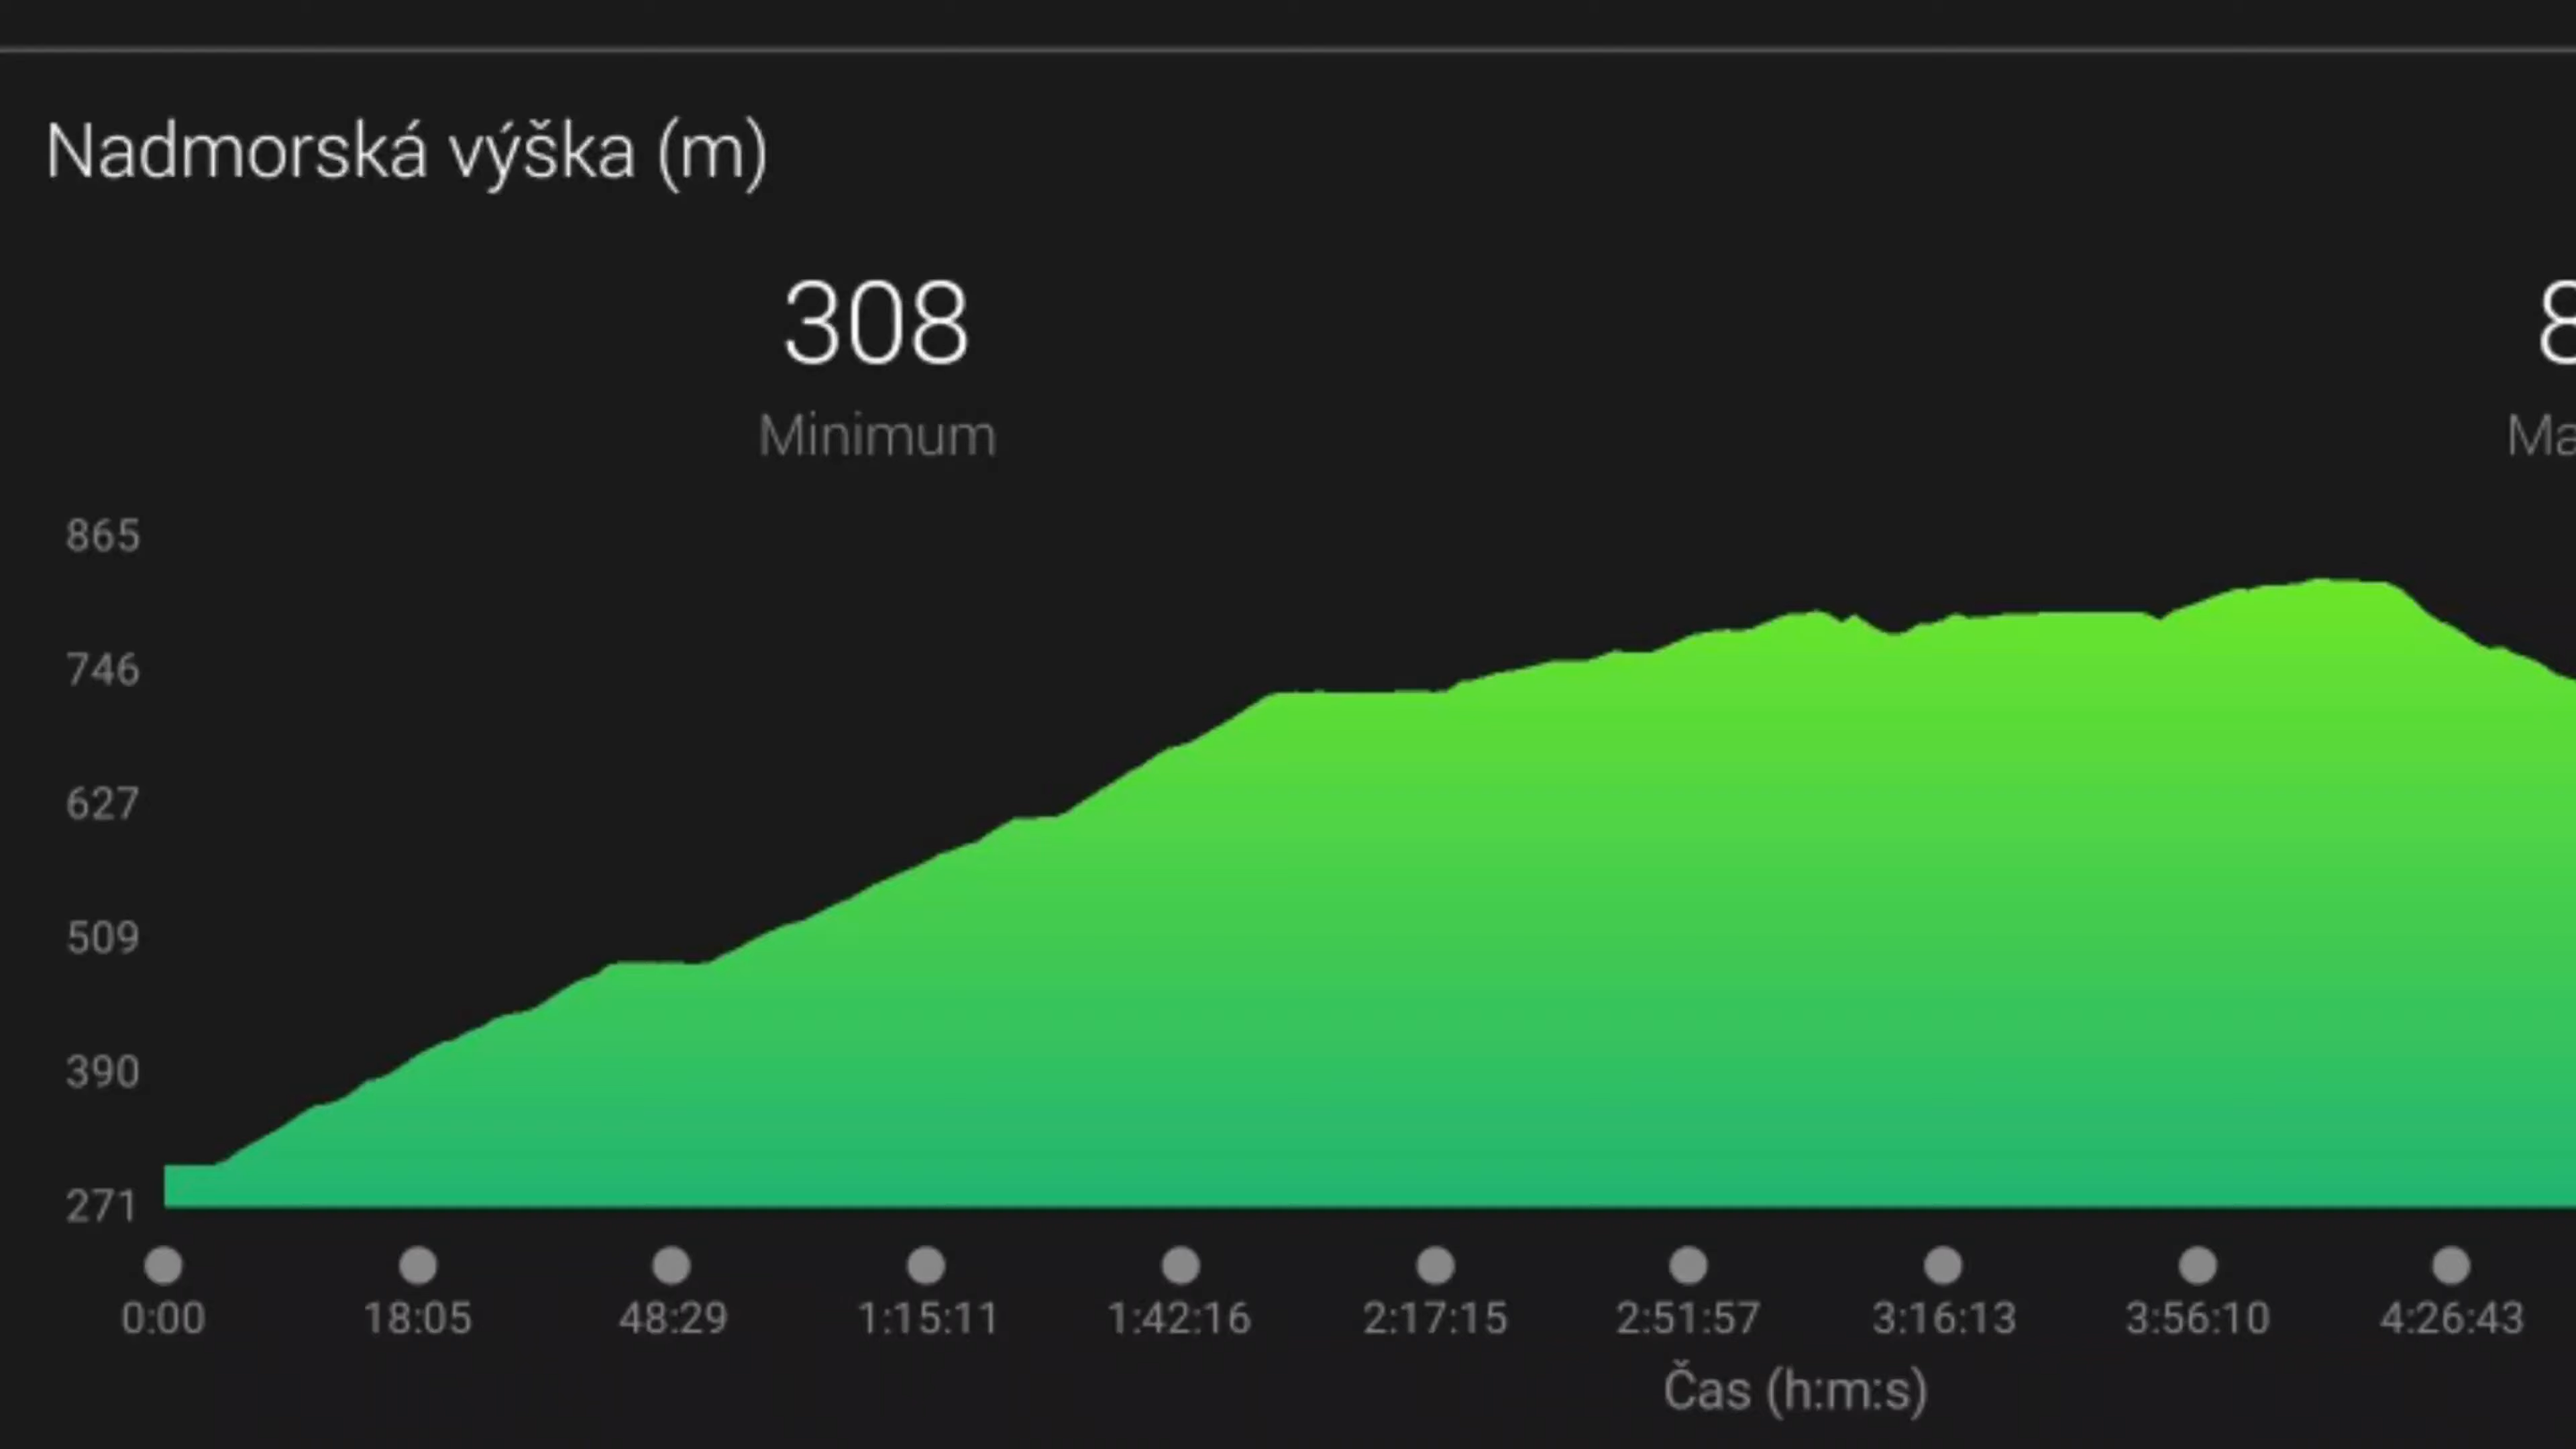 Nadmorská výška (m)
308
8
Minimum
Ma
865
746
627
509
390
271
0:00 18:05 48:29 1:15:11 1:42:16 2:17:15 2:51:57 3:16:13 3:56:10 4:26:43
Čas (h:m:s)